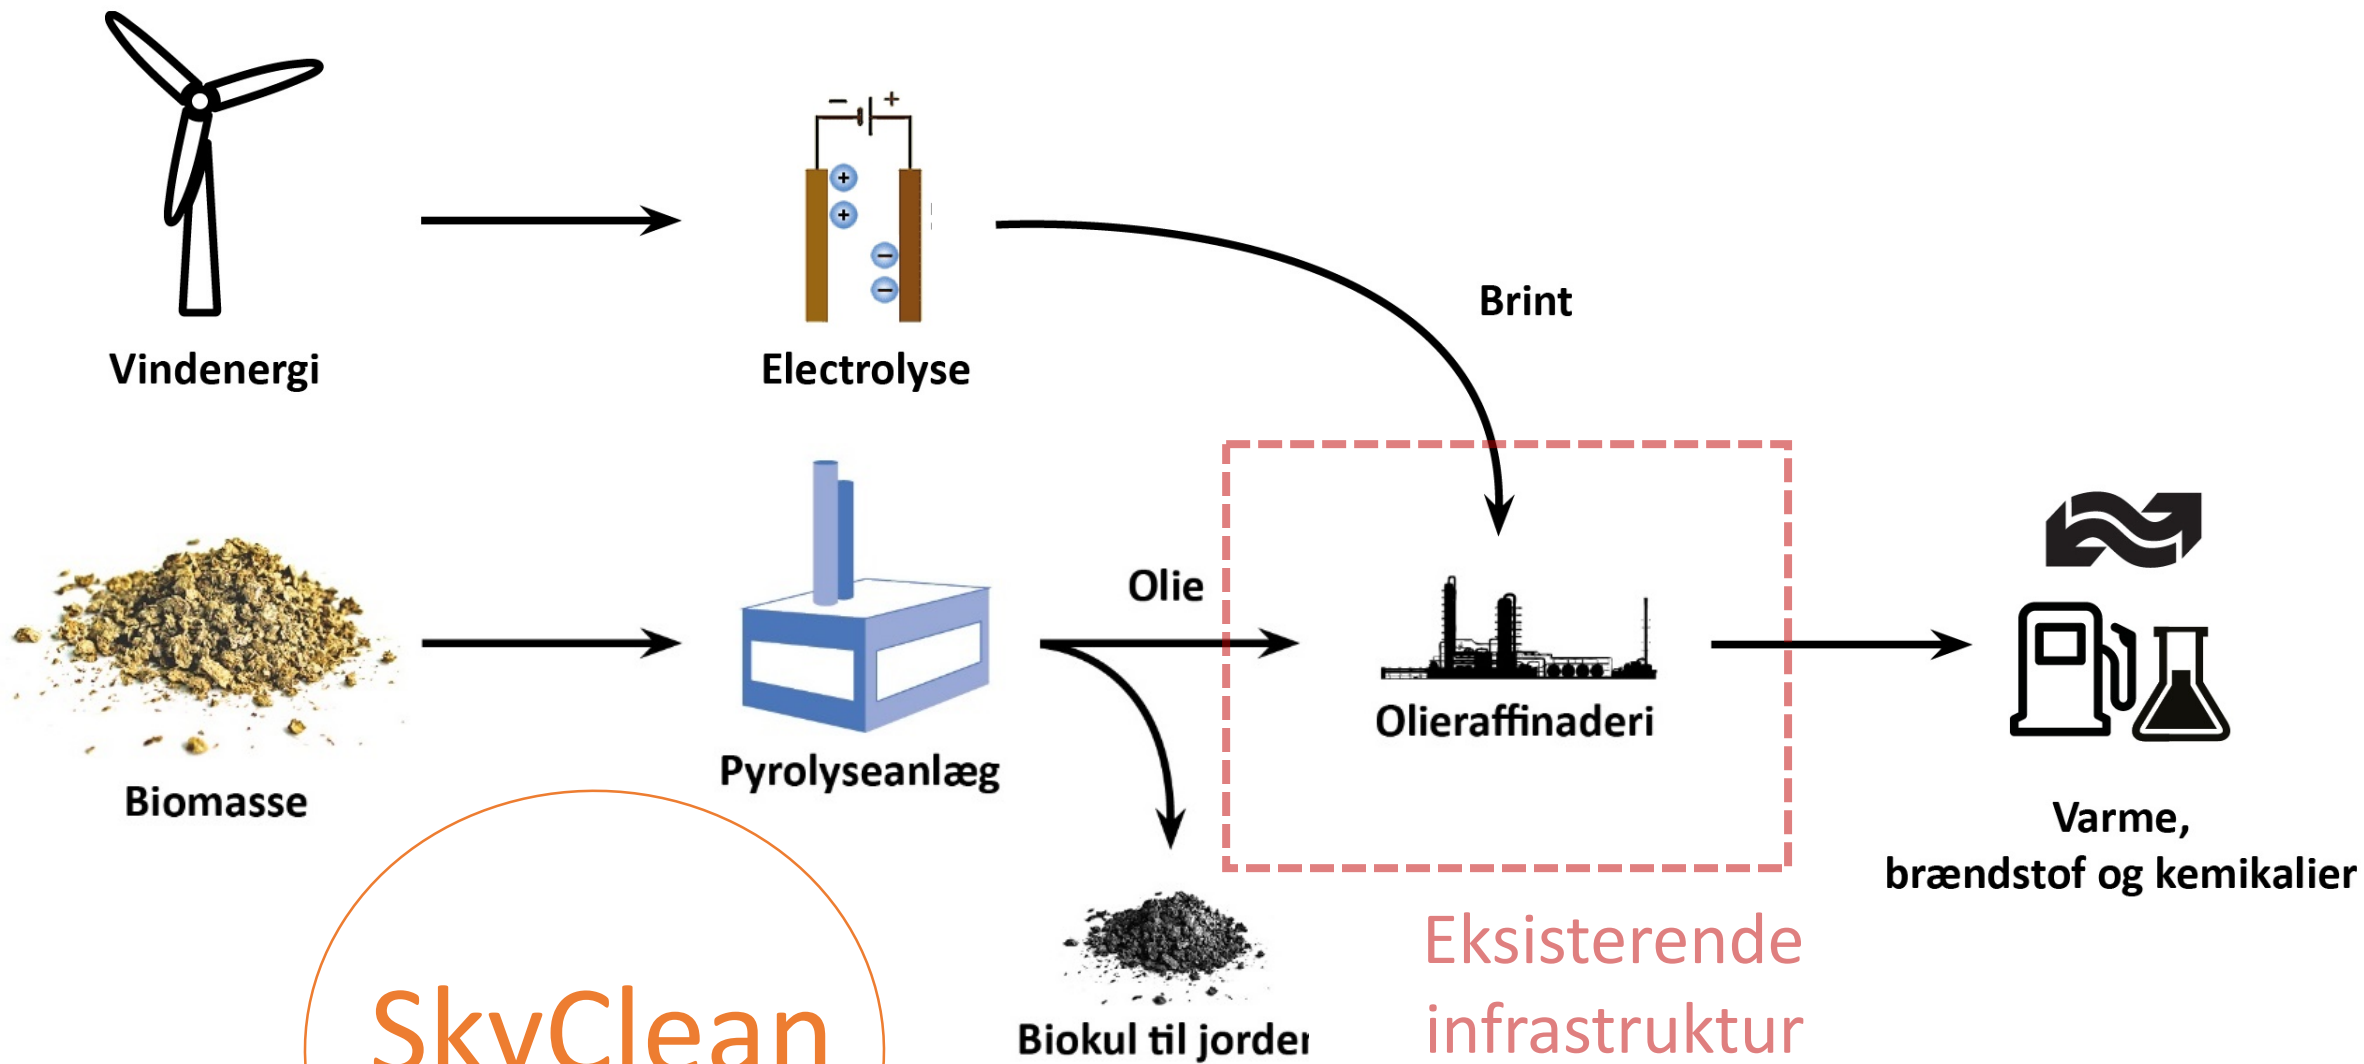 Vindenergi
Electrolyse
Brint
Olie
Biomasse
Pyrolyseanlæg
Olieraffinaderi
Varme,
brændstof og kemikalier
SkyClean
Biokul til jorden
Eksisterende
infrastruktur